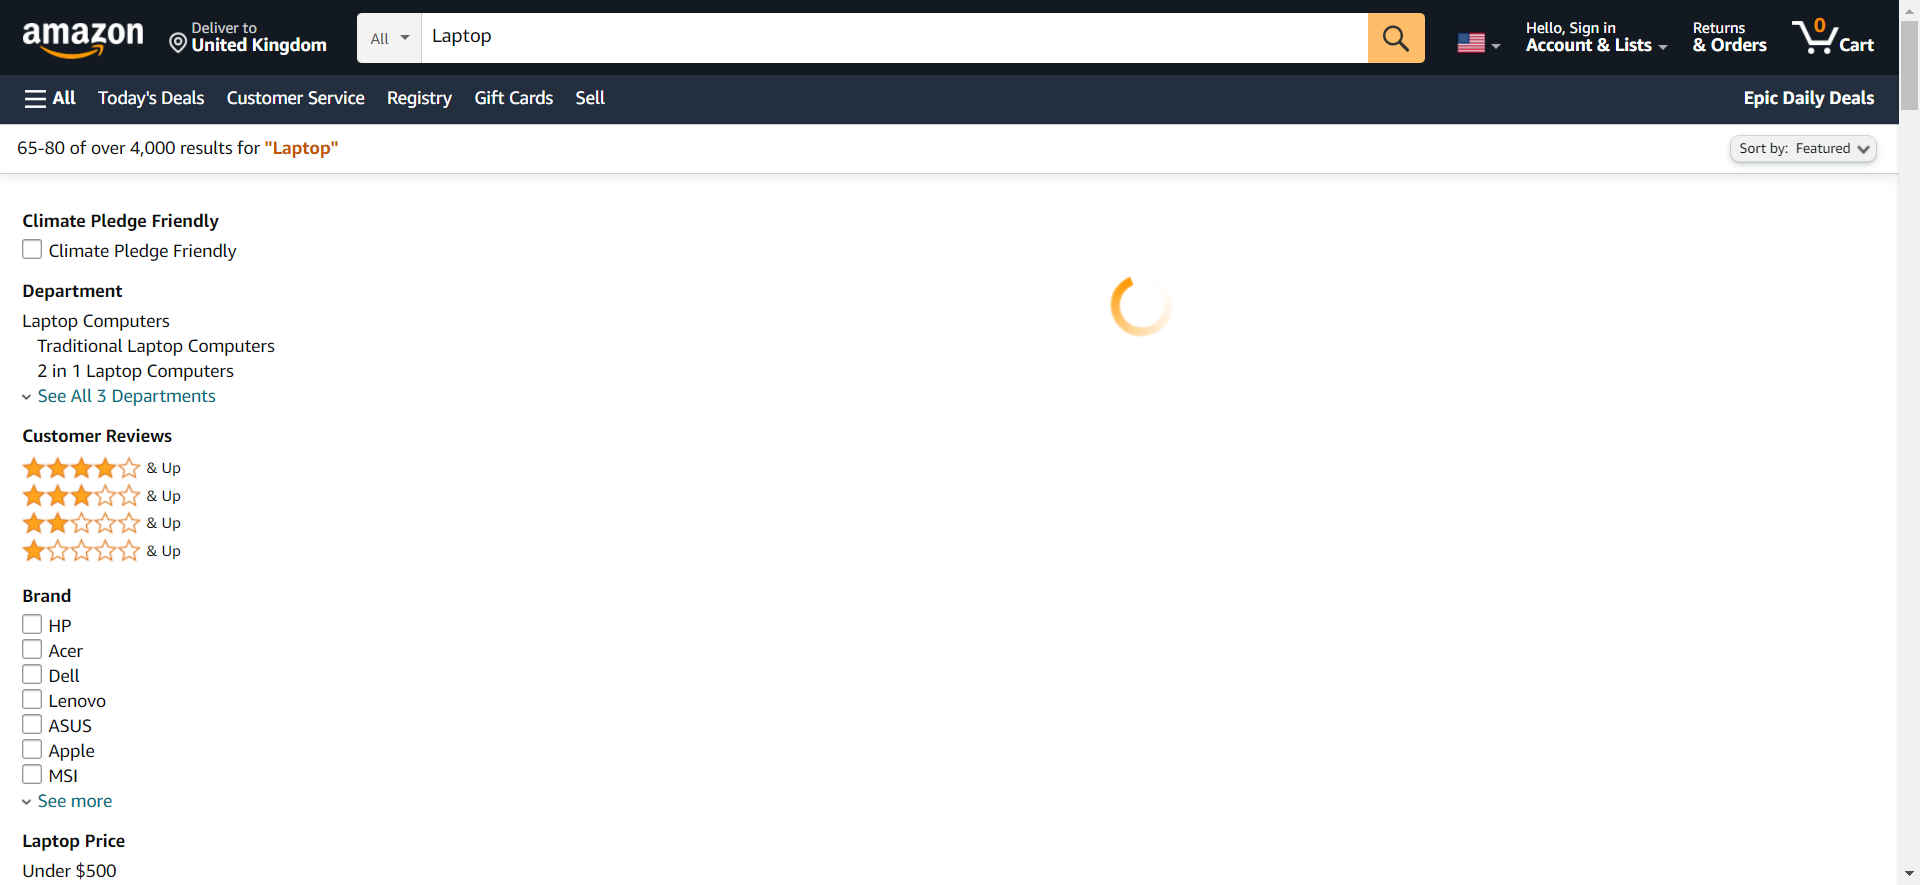 amazon
Deliver to
United Kingdom
All
Laptop
Hello, Sign in
Account & Lists
Returns
& Orders
0
Cart
All
Today's Deals
Customer Service
Registry
Gift Cards
Sell
Epic Daily Deals
65-80 of over 4,000 results for "Laptop"
Sort by: Featured
Climate Pledge Friendly
Climate Pledge Friendly
Department
Laptop Computers
Traditional Laptop Computers
2 in 1 Laptop Computers
See All 3 Departments
Customer Reviews
& Up
& Up
& Up
& Up
Brand
HP
Acer
Dell
Lenovo
ASUS
Apple
MSI
See more
Laptop Price
Under $500